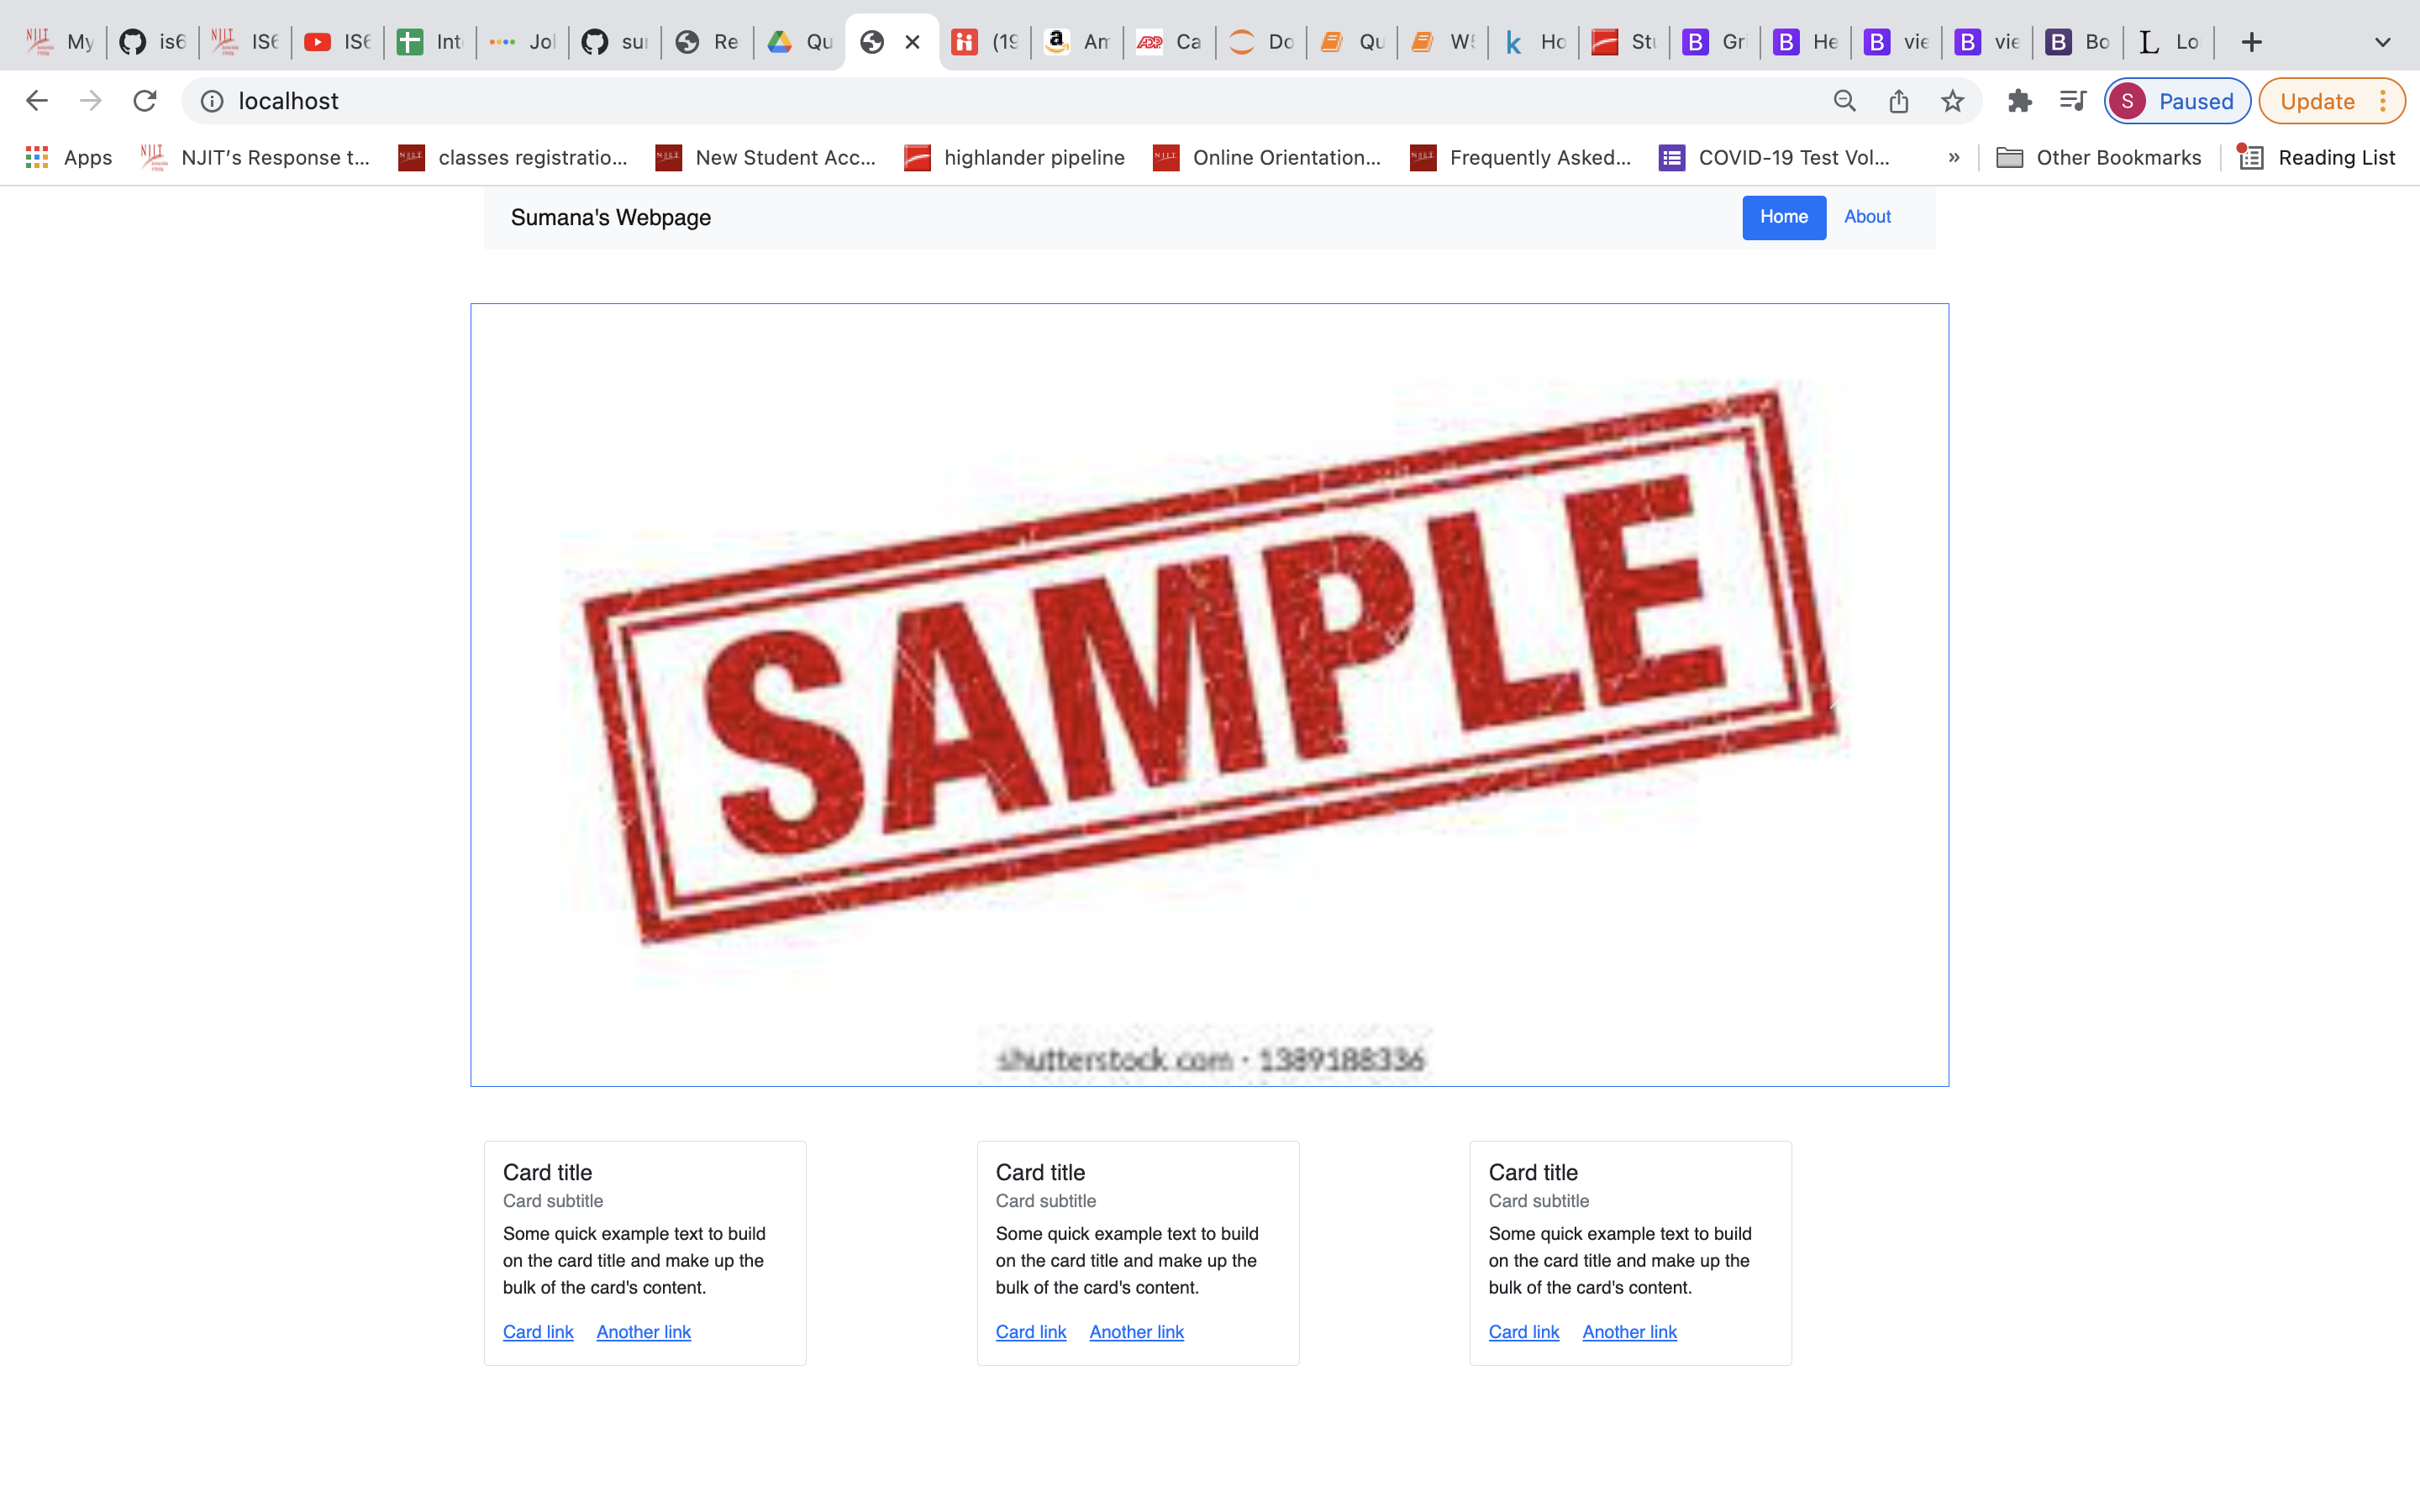 My is6 IS6 IS6 Int Jol sur Re Qu (19 Am Ca Do Qu W5 Ho Stu Gri He vie vie Bo Lo
localhost S Paused Update
Apps NJIT's Response t... classes registratio... New Student Acc... highlander pipeline Online Orientation... Frequently Asked... COVID-19 Test Vol... » Other Bookmarks Reading List
Sumana's Webpage Home About
SAMPLE
shutterstock.com · 1389188336
Card title
Card subtitle
Some quick example text to build
on the card title and make up the
bulk of the card's content.
Card link Another link
Card title
Card subtitle
Some quick example text to build
on the card title and make up the
bulk of the card's content.
Card link Another link
Card title
Card subtitle
Some quick example text to build
on the card title and make up the
bulk of the card's content.
Card link Another link